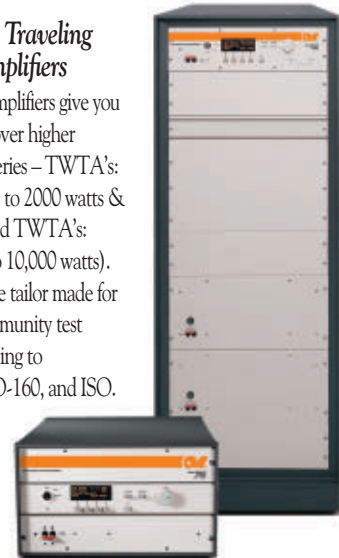 Traveling
mplifiers
mplifiers give you
over higher
eries – TWTA's:
to 2000 watts &
d TWTA's:
10,000 watts).
e tailor made for
munity test
ing to
O-160, and ISO.